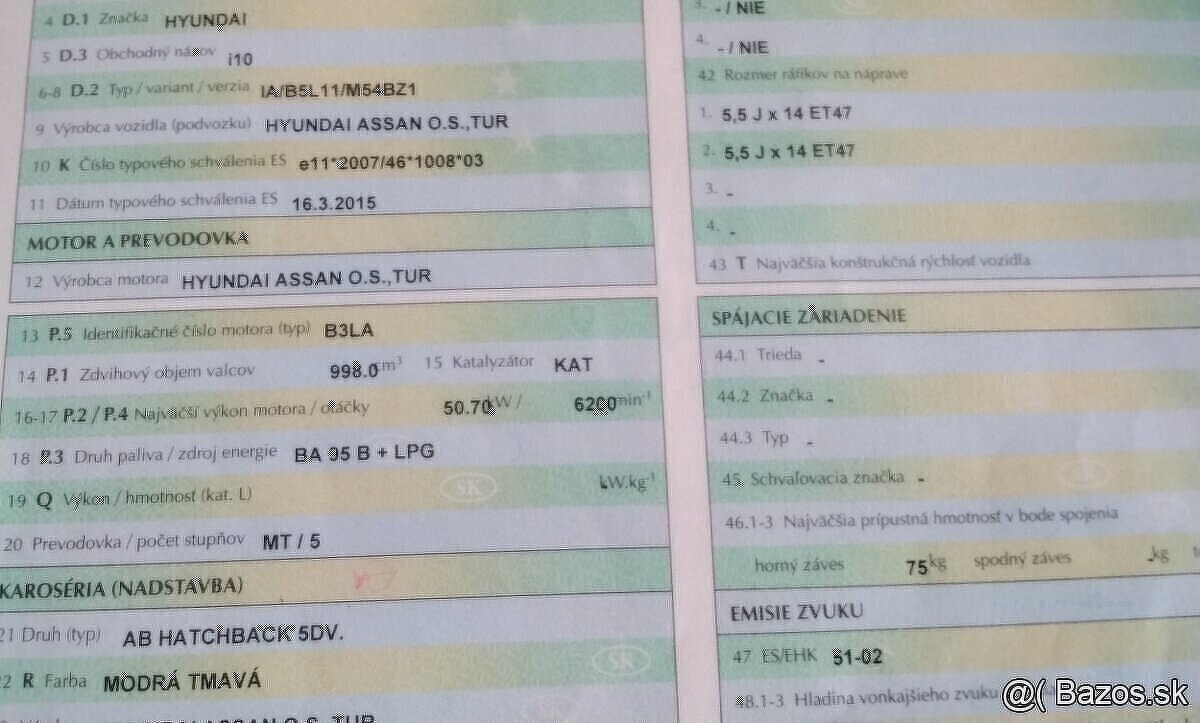 4 D.1 Značka HYUNDAI
5 D.3 Obchodný názov i10
6-8 D.2 Typ / variant / verzia IA/B5L11/M54BZ1
9 Výrobca vozidla (podvozku) HYUNDAI ASSAN O.S.,TUR
10 K Číslo typového schválenia ES e11*2007/46*1008*03
11 Dátum typového schválenia ES 16.3.2015
MOTOR A PREVODOVKA
12 Výrobca motora HYUNDAI ASSAN O.S.,TUR
13 P.5 Identifikačné číslo motora (typ) B3LA
14 P.1 Zdvihový objem valcov 998.0 cm³ 15 Katalyzátor KAT
16-17 P.2 / P.4 Najväčší výkon motora / otáčky 50.70 kW / 6200 min⁻¹
18 P.3 Druh paliva / zdroj energie BA 95 B + LPG
19 Q Výkon / hmotnosť (kat. L) kW.kg⁻¹
SK
20 Prevodovka / počet stupňov MT / 5
KAROSÉRIA (NADSTAVBA)
21 Druh (typ) AB HATCHBACK 5DV.
SK
22 R Farba MODRÁ TMAVÁ
3. - / NIE
4. - / NIE
42 Rozmer ráfikov na náprave
1. 5,5 J x 14 ET47
2. 5,5 J x 14 ET47
3. -
4. -
43 T Najväčšia konštrukčná rýchlosť vozidla
SPÁJACIE ZARIADENIE
44.1 Trieda -
44.2 Značka -
44.3 Typ -
45 Schvaľovacia značka -
46.1-3 Najväčšia prípustná hmotnosť v bode spojenia
horný záves 75 kg spodný záves - kg
EMISIE ZVUKU
47 ES/EHK 51-02
48.1-3 Hladina vonkajšieho zvuku
@( Bazos.sk